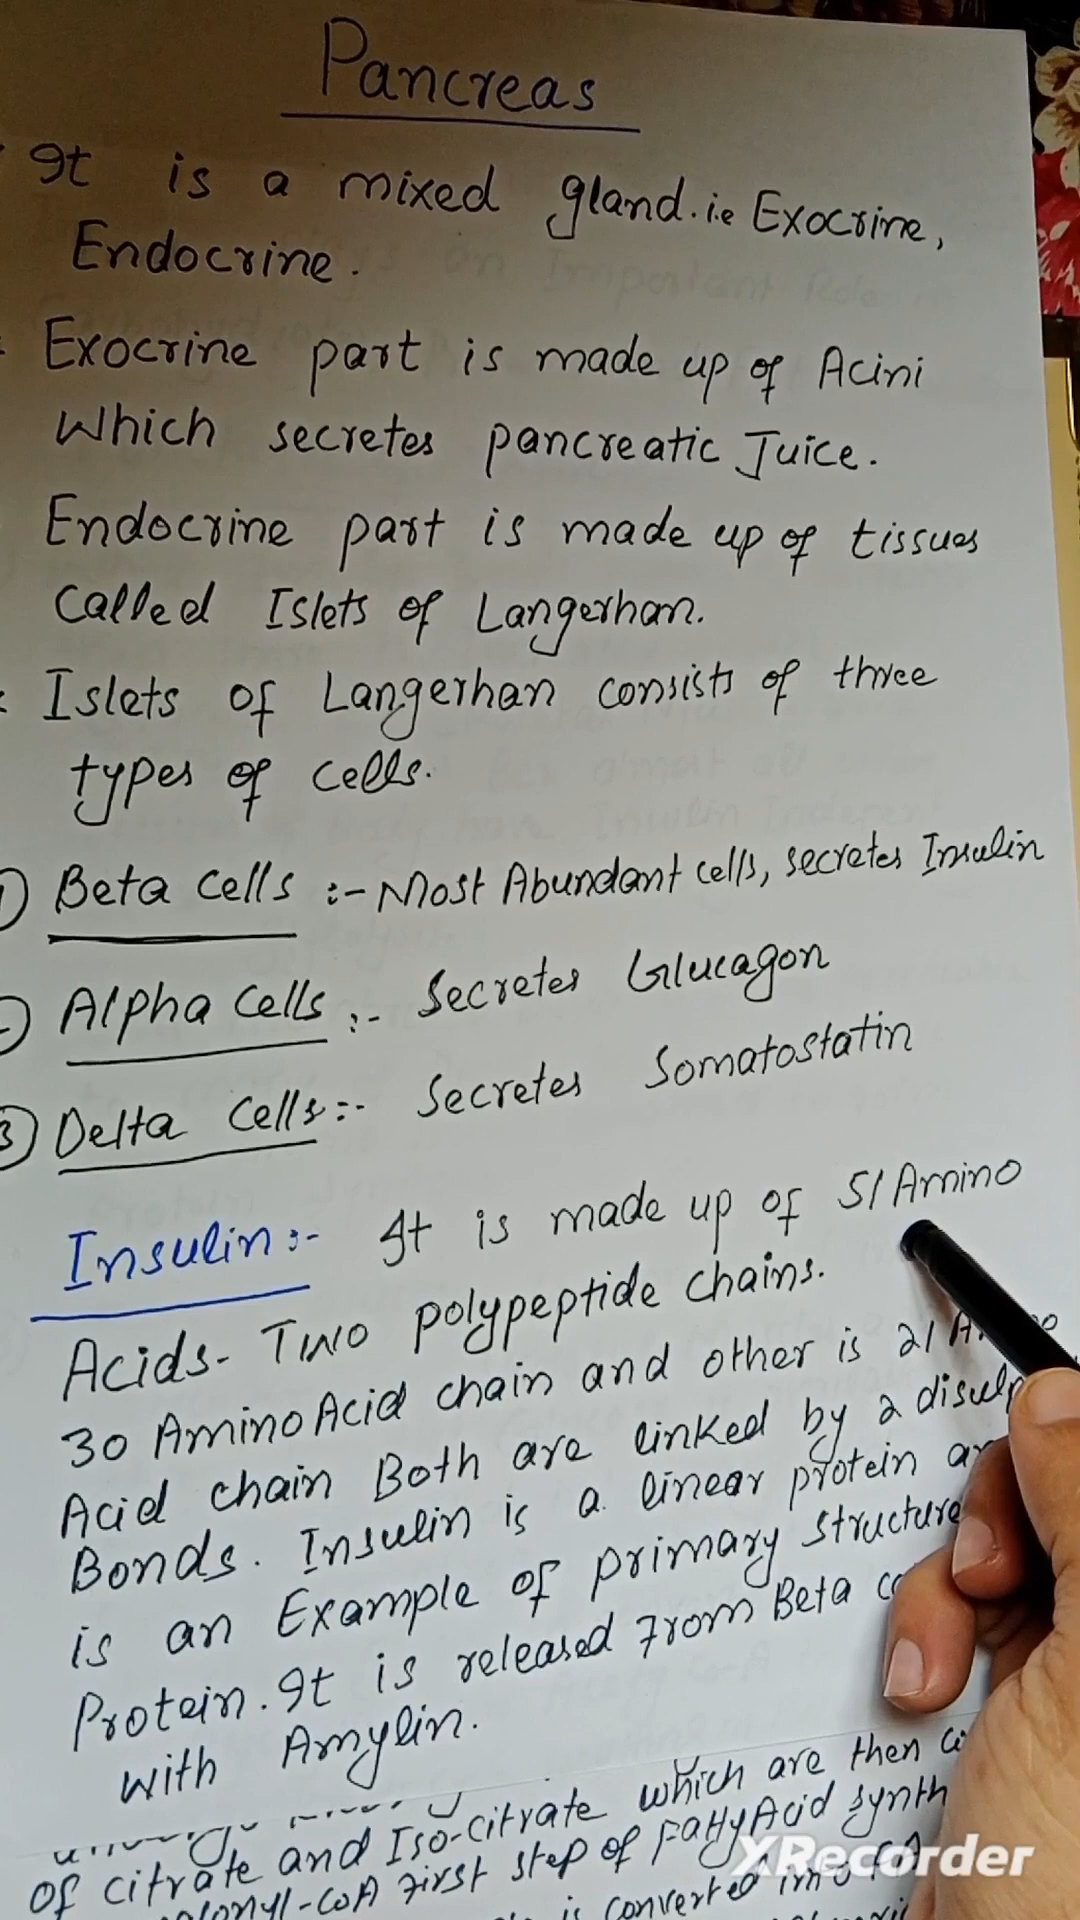 Pancreas
It is a mixed gland. i.e Exocrine,
Endocrine.
Exocrine part is made up of Acini
Which secretes pancreatic Juice.
Endocrine part is made up of tissues
Called Islets of Langerhan.
Islets of Langerhan consists of three
types of cells.
1) Beta cells :- Most Abundant cells, secretes Insulin
Alpha cells :- Secretes Glucagon
3) Delta cells :- Secretes Somatostatin
Insulin :- It is made up of 51 Amino
Acids- Two polypeptide chains.
30 Amino Acid chain and other is 21
Acid chain Both are linked by 2
Bonds. Insulin is a linear protein
is an Example of primary structure
Protein. It is released from Beta
with Amylin.
which are then
of citrate and Iso-citrate
first step of Fatty Acid
is converted into
XRecorder